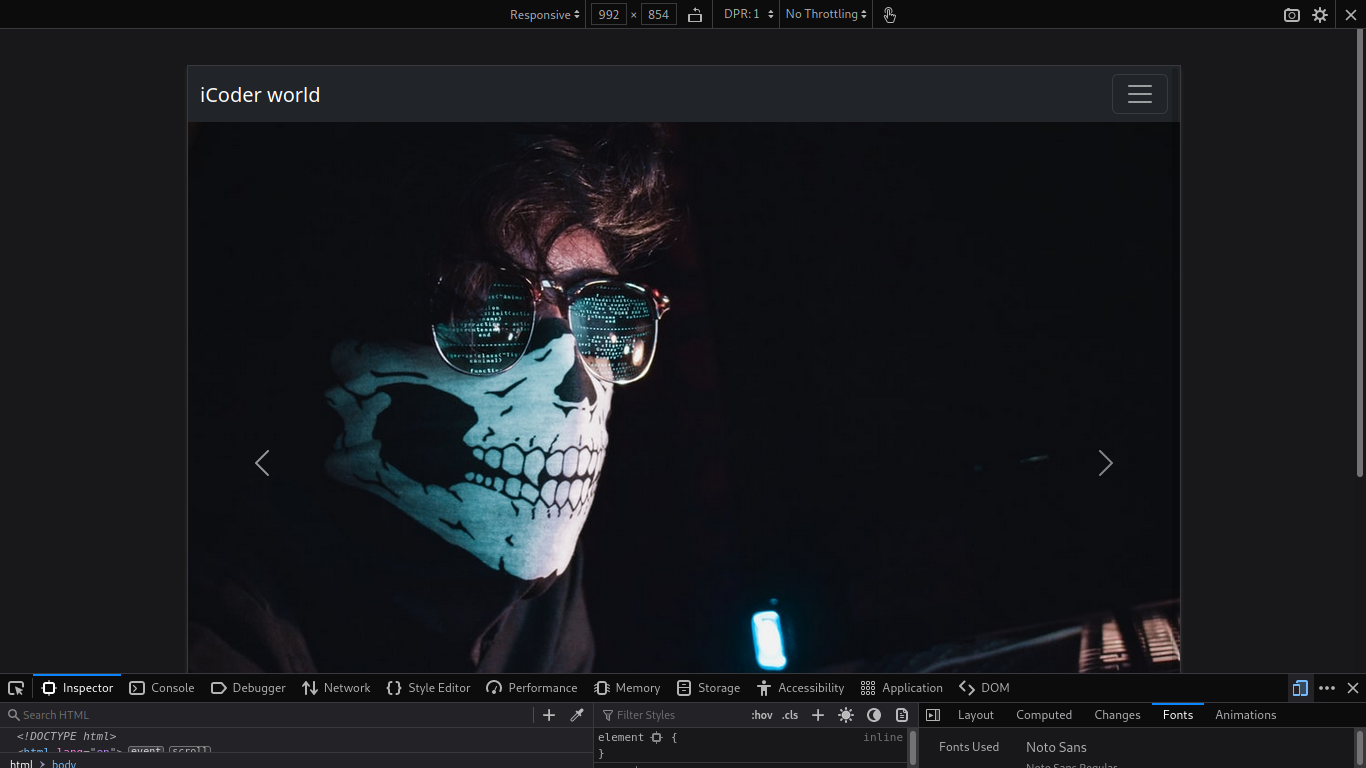 Responsive 992 × 854 DPR: 1 No Throttling
iCoder world
Inspector Console Debugger Network Style Editor Performance Memory Storage Accessibility Application DOM
Search HTML
Filter Styles :hov .cls
Layout Computed Changes Fonts Animations
<!DOCTYPE html>
<html lang="en"> event scroll
html > body
element { inline
}
Fonts Used Noto Sans
Noto Sans Regular